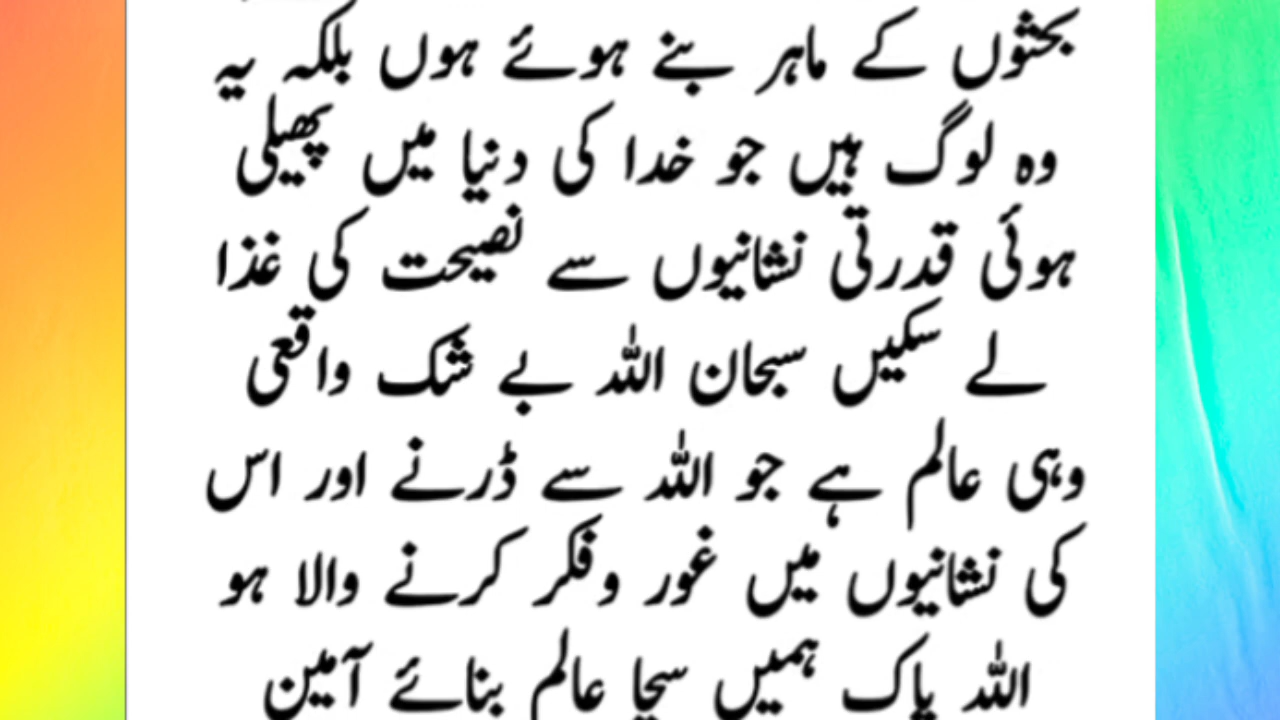 بحثوں کے ماہر بنے ہوئے ہوں بلکہ یہ
وہ لوگ ہیں جو خدا کی دنیا میں پھیلی
ہوئی قدرتی نشانیوں سے نصیحت کی غذا
لے سکیں سبحان اللہ بے شک واقعی
وہی عالم ہے جو اللہ سے ڈرنے اور اس
کی نشانیوں میں غور وفکر کرنے والا ہو
اللہ پاک ہمیں سچا عالم بنائے آمین